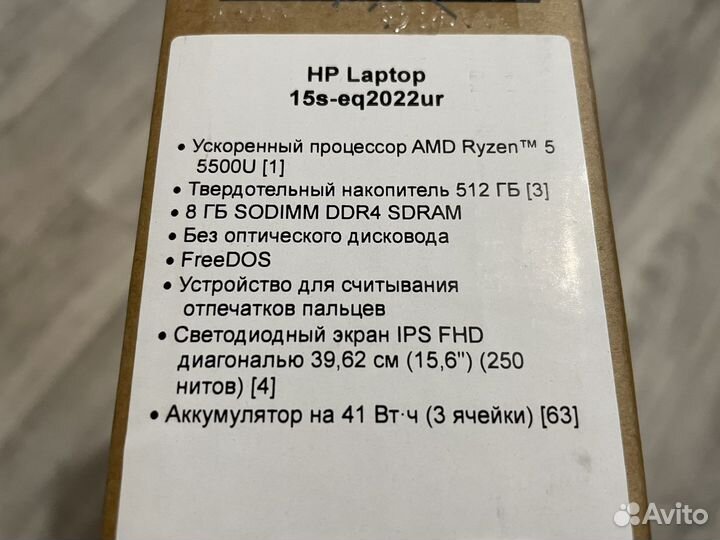 HP Laptop
15s-eq2022ur
• Ускоренный процессор AMD Ryzen™ 5
5500U [1]
• Твердотельный накопитель 512 ГБ [3]
• 8 ГБ SODIMM DDR4 SDRAM
• Без оптического дисковода
• FreeDOS
• Устройство для считывания
отпечатков пальцев
• Светодиодный экран IPS FHD
диагональю 39,62 см (15,6") (250
нитов) [4]
• Аккумулятор на 41 Вт·ч (3 ячейки) [63]
Avito